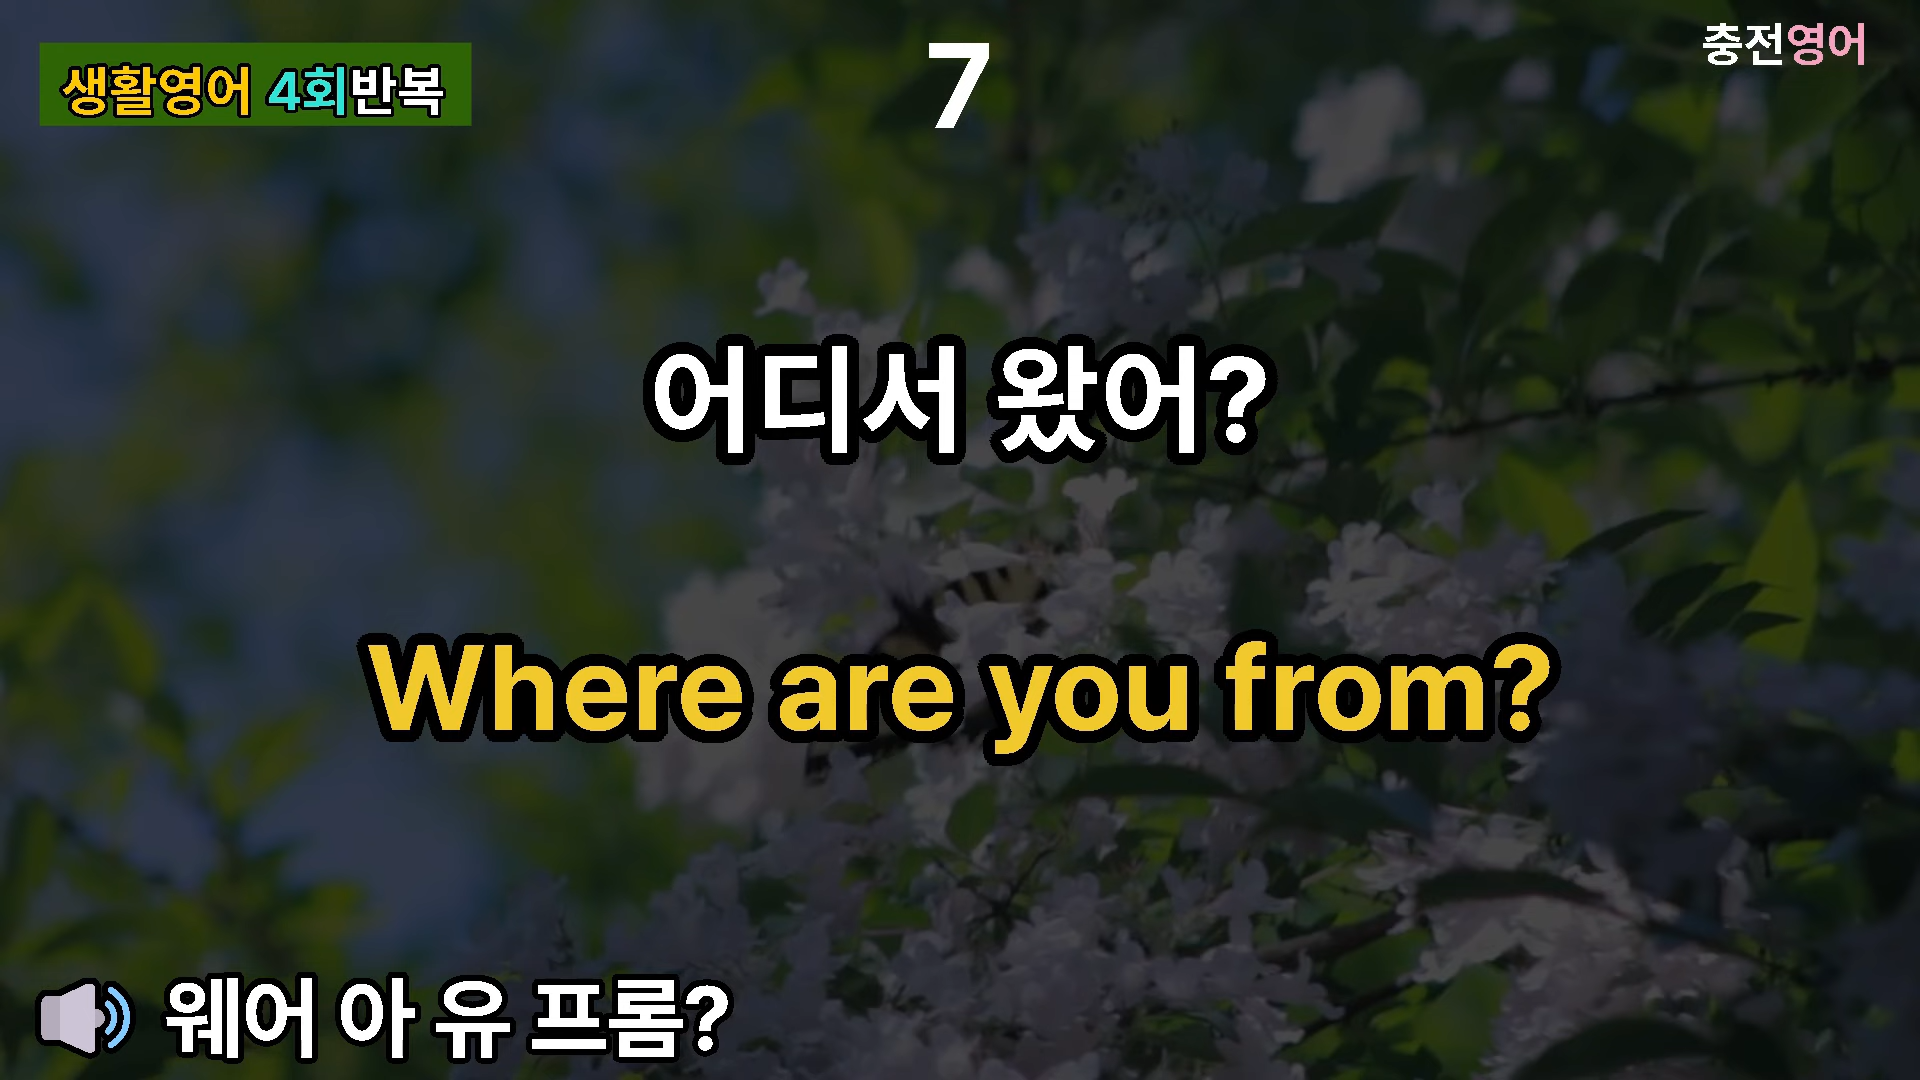 생활영어 4회반복
7
충전영어
어디서 왔어?
Where are you from?
웨어 아 유 프롬?